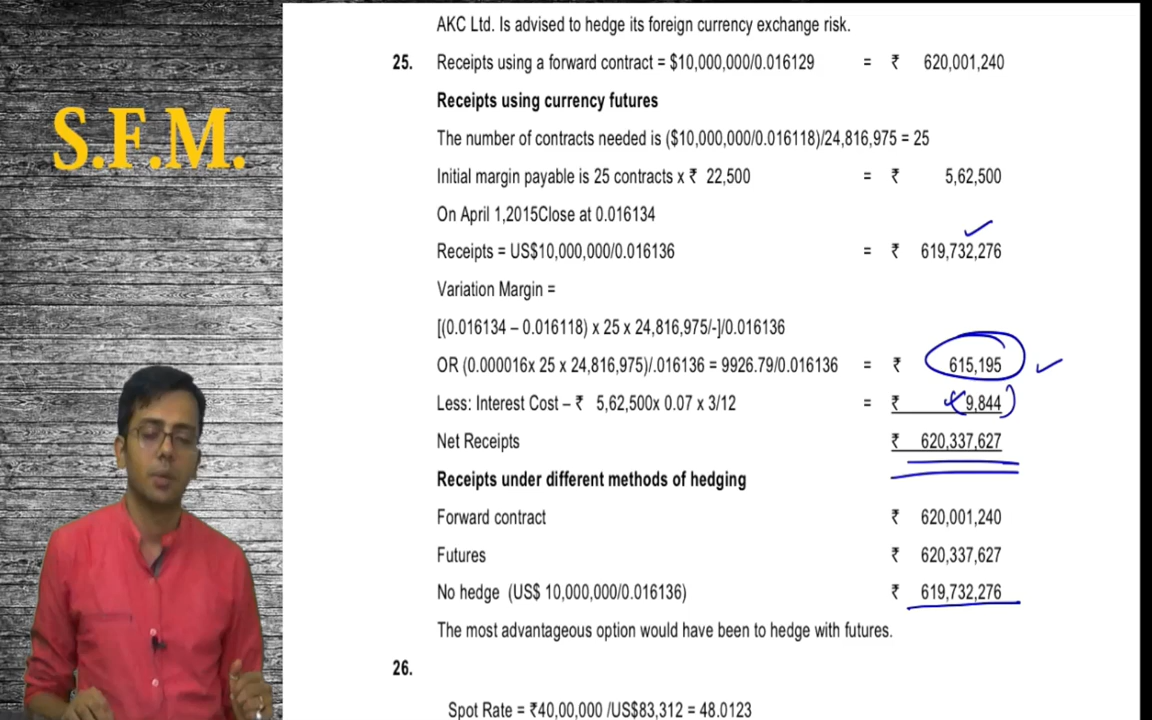 S.F.M.
AKC Ltd. Is advised to hedge its foreign currency exchange risk.
25. Receipts using a forward contract = $10,000,000/0.016129 = ₹ 620,001,240
Receipts using currency futures
The number of contracts needed is ($10,000,000/0.016118)/24,816,975 = 25
Initial margin payable is 25 contracts x ₹ 22,500 = ₹ 5,62,500
On April 1,2015Close at 0.016134
Receipts = US$10,000,000/0.016136 = ₹ 619,732,276
Variation Margin =
[(0.016134 – 0.016118) x 25 x 24,816,975/-]/0.016136
OR (0.000016x 25 x 24,816,975)/.016136 = 9926.79/0.016136 = ₹ 615,195
Less: Interest Cost – ₹ 5,62,500x 0.07 x 3/12 = ₹ (9,844)
Net Receipts ₹ 620,337,627
Receipts under different methods of hedging
Forward contract ₹ 620,001,240
Futures ₹ 620,337,627
No hedge (US$ 10,000,000/0.016136) ₹ 619,732,276
The most advantageous option would have been to hedge with futures.
26.
Spot Rate = ₹40,00,000 /US$83,312 = 48.0123